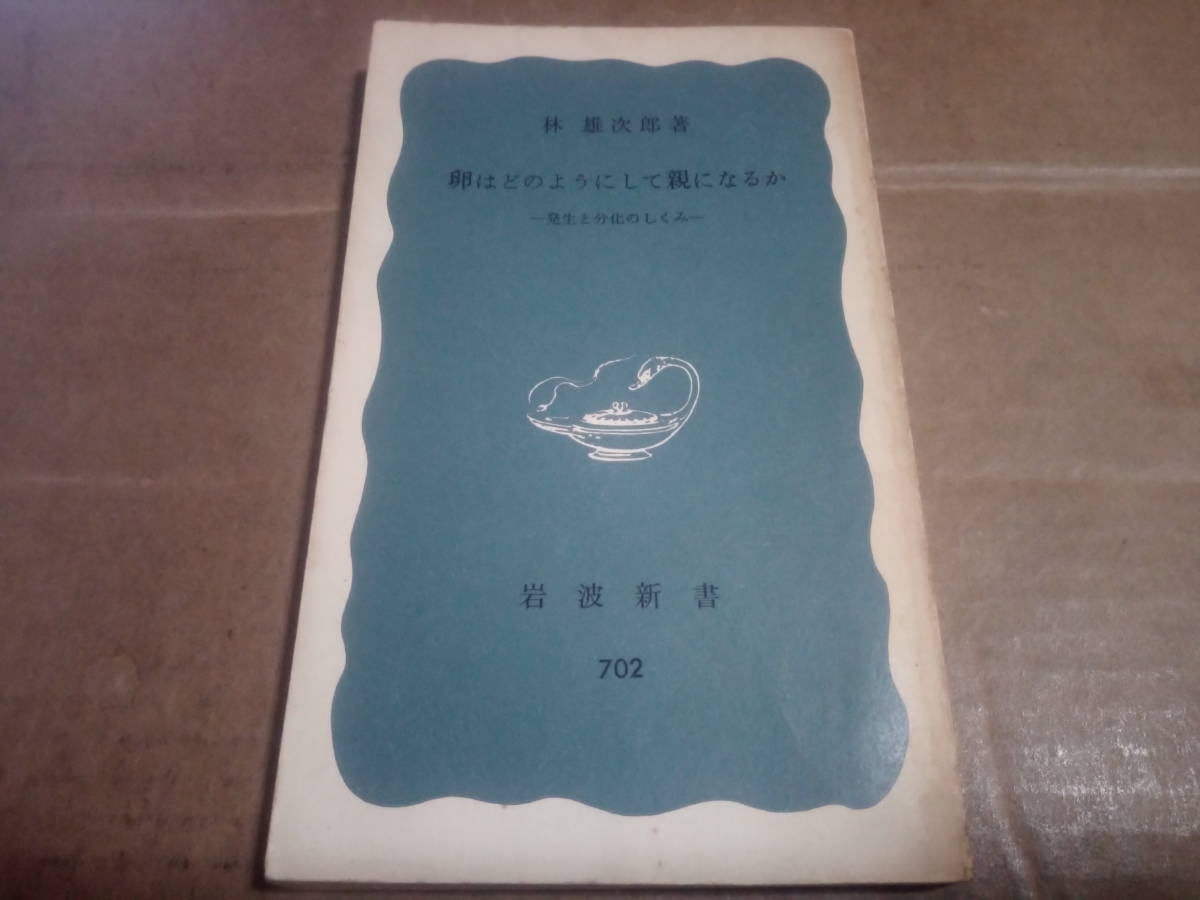 林 雄次郎著
卵はどのようにして親になるか
―発生と分化のしくみ―
岩波新書
702